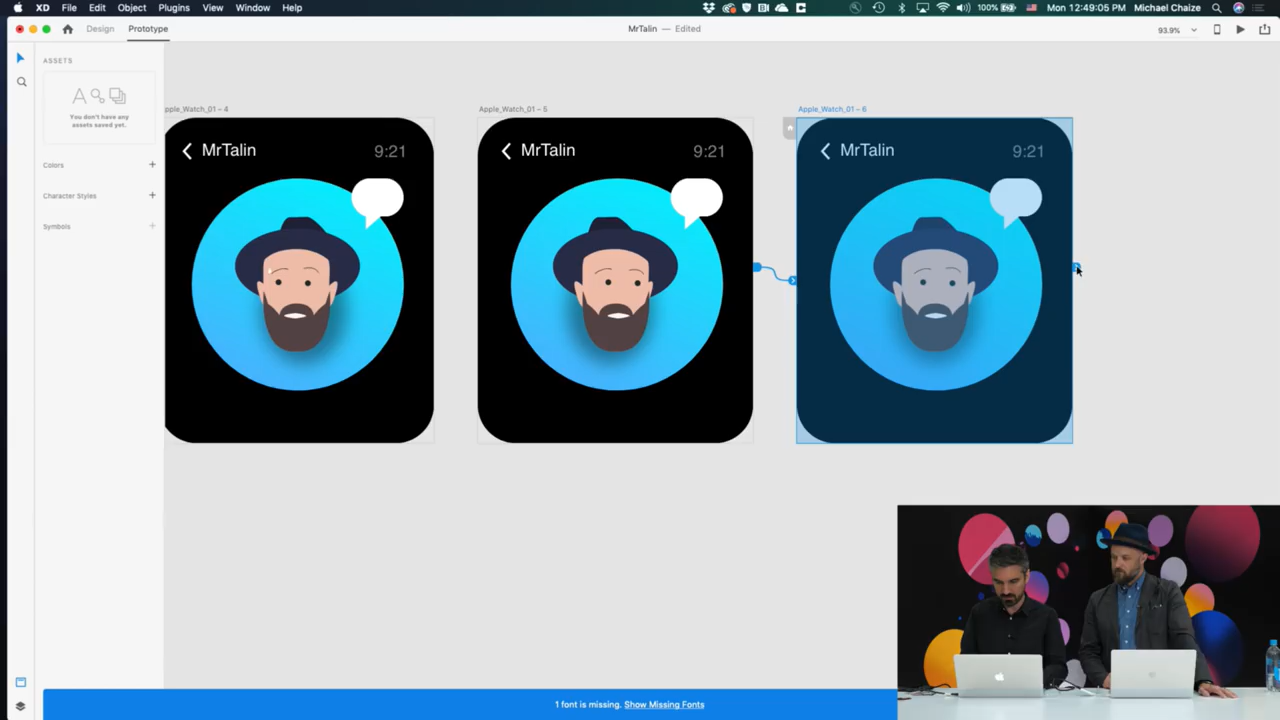 XD File Edit Object Plugins View Window Help
100% Mon 12:49:05 PM Michael Chaize
Design Prototype
MrTalin — Edited
93.9%
ASSETS
You don't have any
assets saved yet.
Colors +
Character Styles +
Symbols +
Apple_Watch_01 – 4
MrTalin 9:21
Apple_Watch_01 – 5
MrTalin 9:21
Apple_Watch_01 – 6
MrTalin 9:21
1 font is missing. Show Missing Fonts